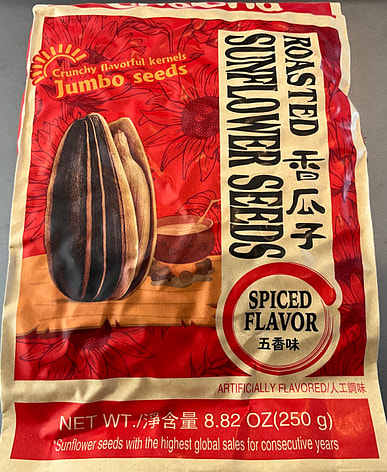 Crunchy flavorful kernels
Jumbo seeds
ROASTED
SUNFLOWER SEEDS
香瓜子
SPICED
FLAVOR
五香味
ARTIFICIALLY FLAVORED/人工調味
NET WT./淨含量 8.82 OZ(250 g)
*Sunflower seeds with the highest global sales for consecutive years